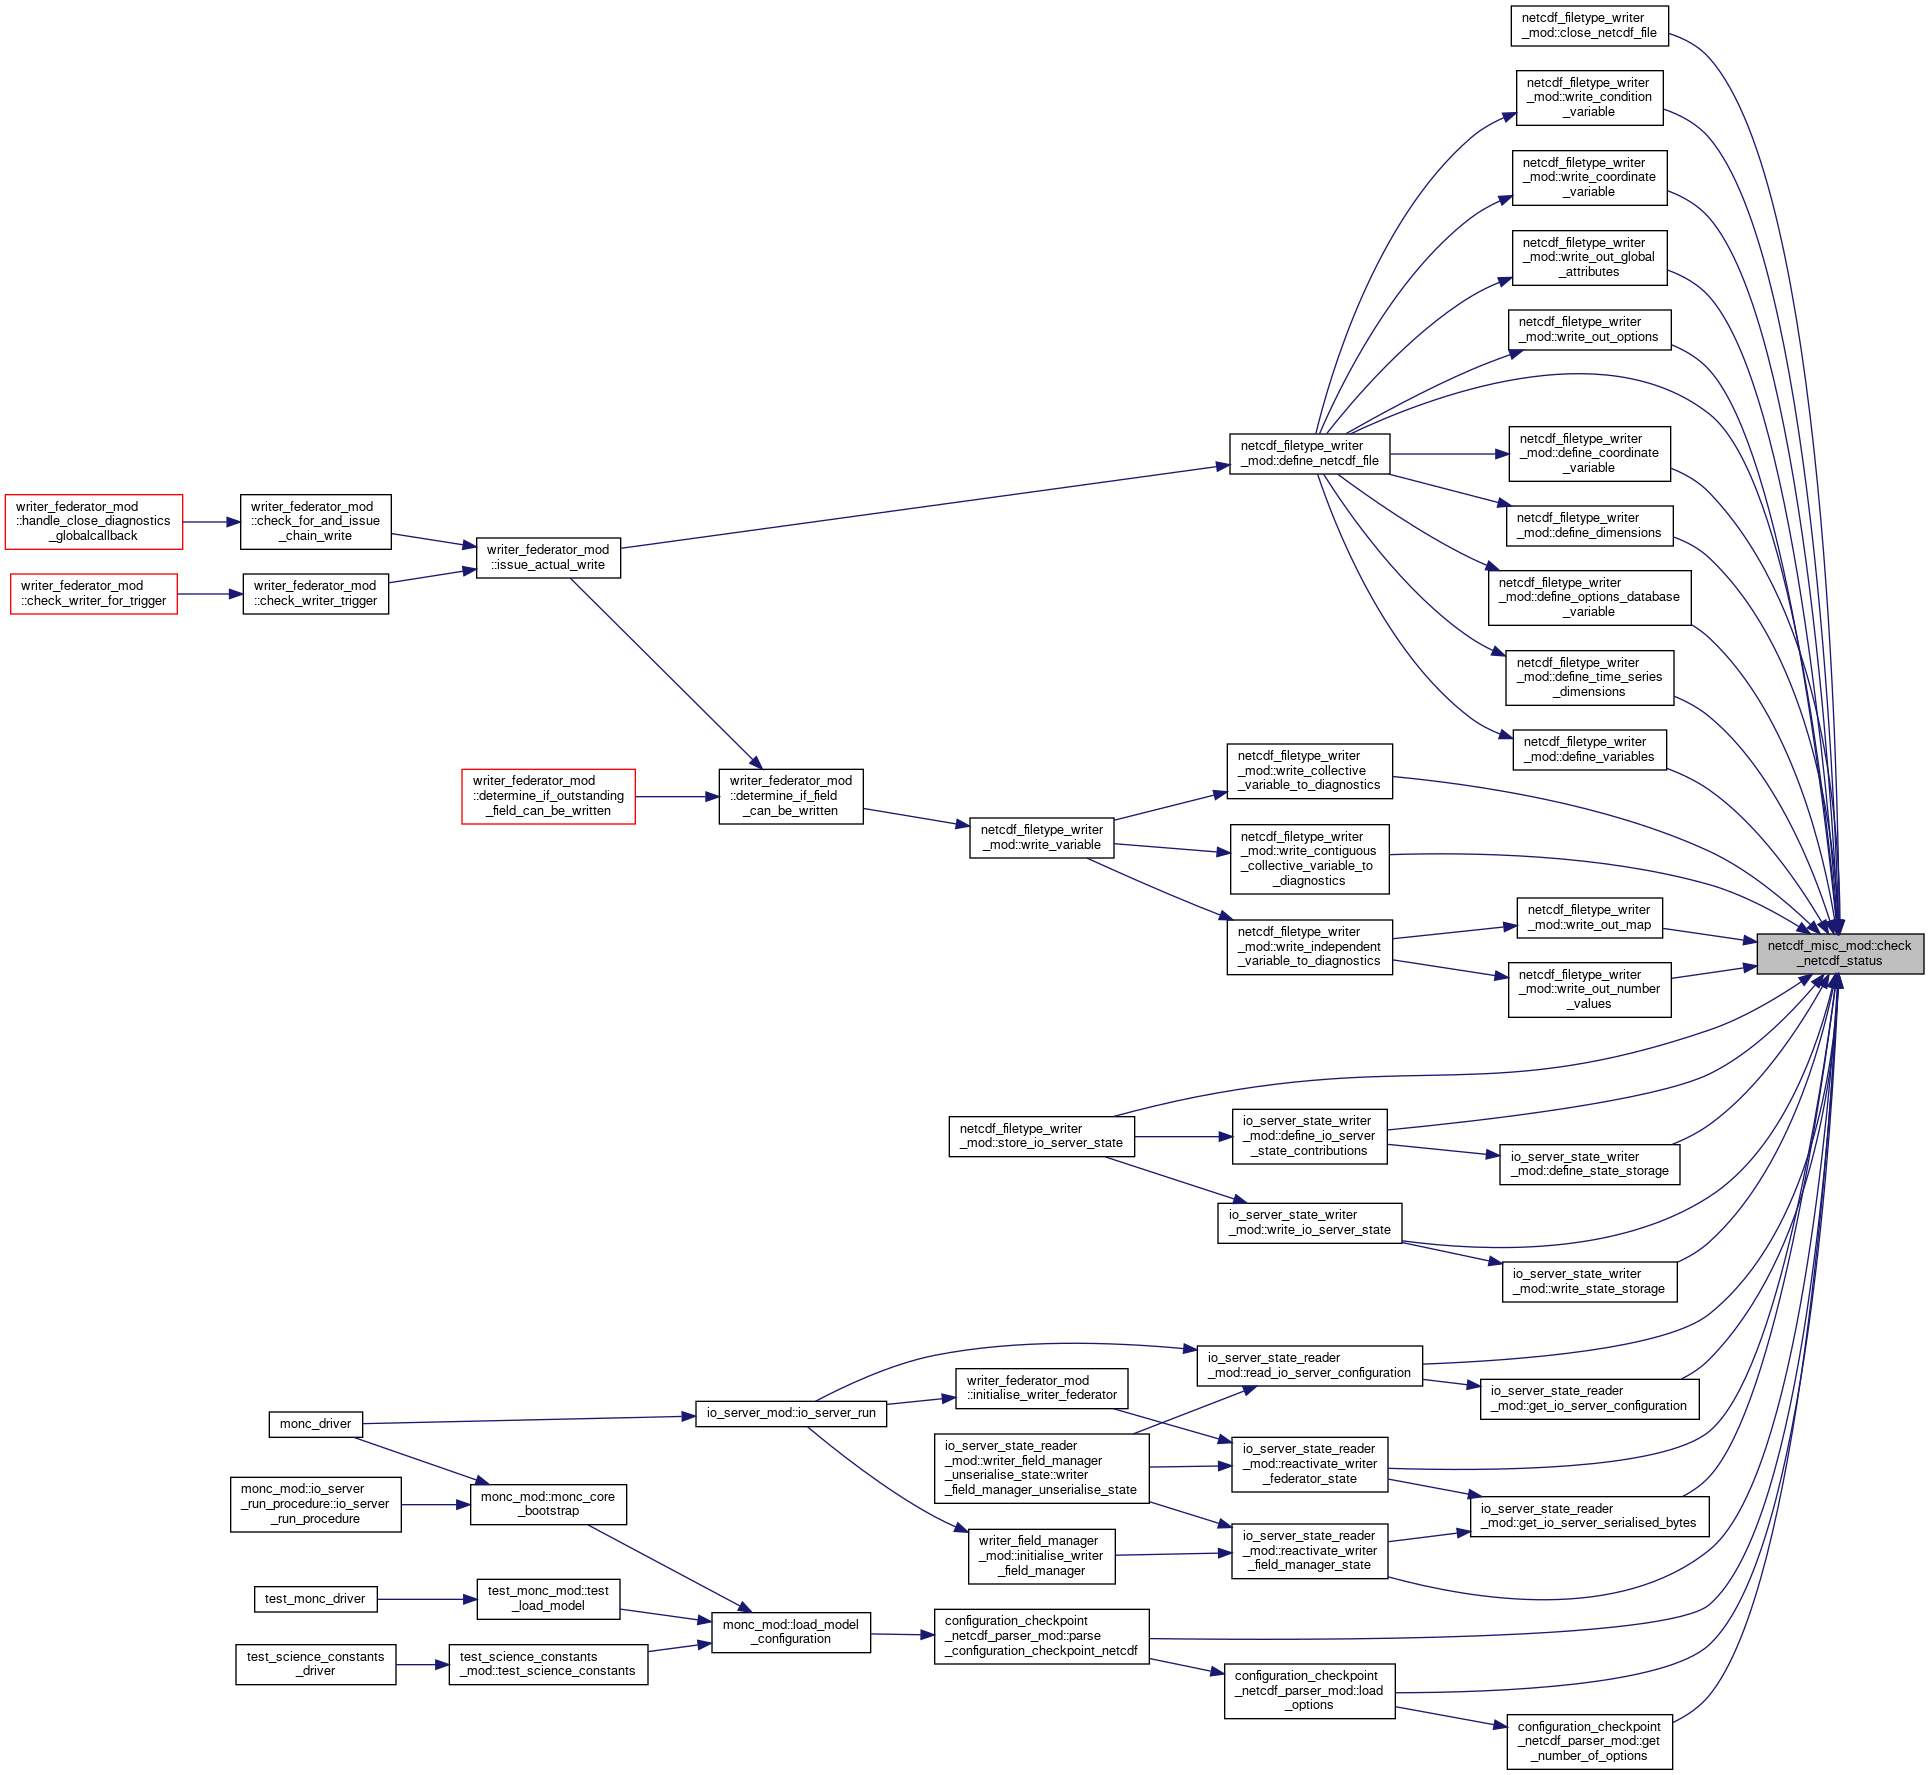 netcdf_filetype_writer
_mod::close_netcdf_file
netcdf_filetype_writer
_mod::write_condition
_variable
netcdf_filetype_writer
_mod::write_coordinate
_variable
netcdf_filetype_writer
_mod::write_out_global
_attributes
netcdf_filetype_writer
_mod::write_out_options
netcdf_filetype_writer
_mod::define_netcdf_file
netcdf_filetype_writer
_mod::define_coordinate
_variable
writer_federator_mod
::handle_close_diagnostics
_globalcallback
writer_federator_mod
::check_for_and_issue
_chain_write
writer_federator_mod
::issue_actual_write
netcdf_filetype_writer
_mod::define_dimensions
writer_federator_mod
::check_writer_for_trigger
writer_federator_mod
::check_writer_trigger
netcdf_filetype_writer
_mod::define_options_database
_variable
netcdf_filetype_writer
_mod::define_time_series
_dimensions
netcdf_filetype_writer
_mod::define_variables
writer_federator_mod
::determine_if_outstanding
_field_can_be_written
writer_federator_mod
::determine_if_field
_can_be_written
netcdf_filetype_writer
_mod::write_variable
netcdf_filetype_writer
_mod::write_collective
_variable_to_diagnostics
netcdf_filetype_writer
_mod::write_contiguous
_collective_variable_to
_diagnostics
netcdf_filetype_writer
_mod::write_independent
_variable_to_diagnostics
netcdf_filetype_writer
_mod::write_out_map
netcdf_misc_mod::check
_netcdf_status
netcdf_filetype_writer
_mod::write_out_number
_values
netcdf_filetype_writer
_mod::store_io_server_state
io_server_state_writer
_mod::define_io_server
_state_contributions
io_server_state_writer
_mod::define_state_storage
io_server_state_writer
_mod::write_io_server_state
io_server_state_writer
_mod::write_state_storage
io_server_state_reader
_mod::read_io_server_configuration
writer_federator_mod
::initialise_writer_federator
io_server_state_reader
_mod::get_io_server_configuration
io_server_mod::io_server_run
monc_driver
io_server_state_reader
_mod::writer_field_manager
_unserialise_state::writer
_field_manager_unserialise_state
io_server_state_reader
_mod::reactivate_writer
_federator_state
monc_mod::io_server
_run_procedure::io_server
_run_procedure
monc_mod::monc_core
_bootstrap
io_server_state_reader
_mod::get_io_server_serialised_bytes
writer_field_manager
_mod::initialise_writer
_field_manager
io_server_state_reader
_mod::reactivate_writer
_field_manager_state
test_monc_driver
test_monc_mod::test
_load_model
monc_mod::load_model
_configuration
configuration_checkpoint
_netcdf_parser_mod::parse
_configuration_checkpoint_netcdf
test_science_constants
_driver
test_science_constants
_mod::test_science_constants
configuration_checkpoint
_netcdf_parser_mod::load
_options
configuration_checkpoint
_netcdf_parser_mod::get
_number_of_options